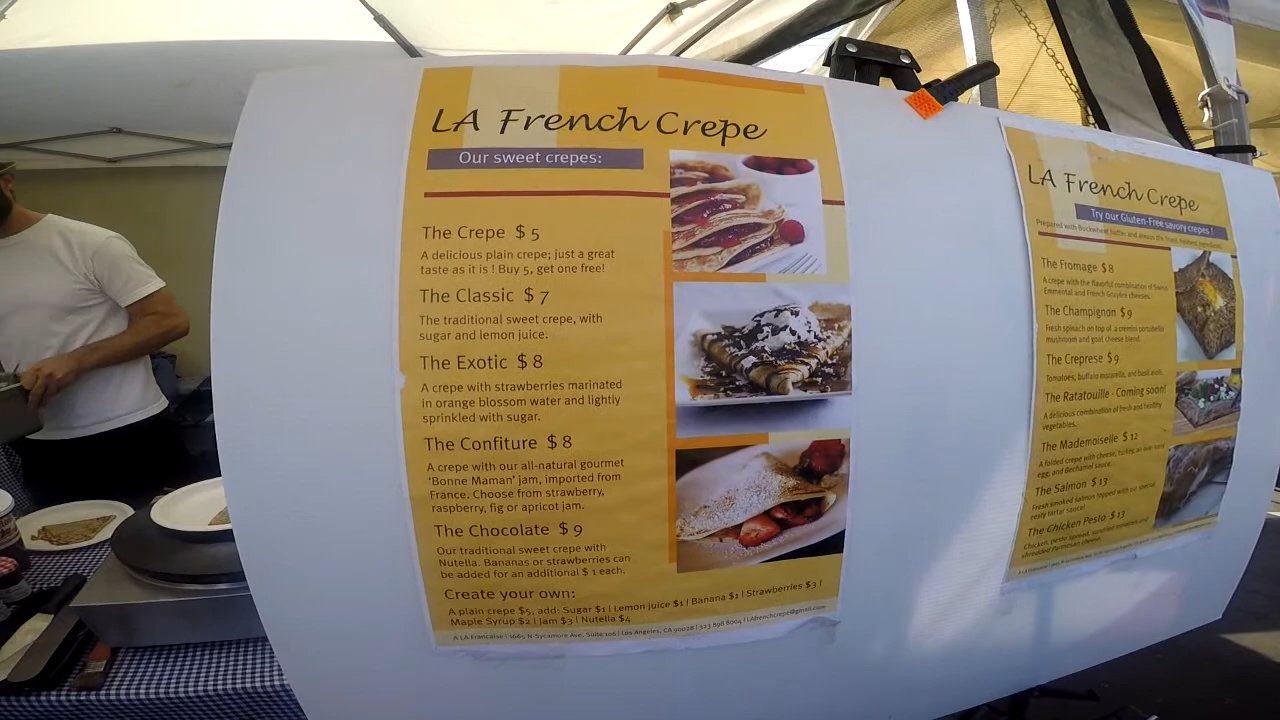 LA French Crepe
Our sweet crepes:
The Crepe $5
A delicious plain crepe; just a great
taste as it is ! Buy 5, get one free!
The Classic $7
The traditional sweet crepe, with
sugar and lemon juice.
The Exotic $8
A crepe with strawberries marinated
in orange blossom water and lightly
sprinkled with sugar.
The Confiture $8
A crepe with our all-natural gourmet
'Bonne Maman' jam, imported from
France. Choose from strawberry,
raspberry, fig or apricot jam.
The Chocolate $9
Our traditional sweet crepe with
Nutella. Bananas or strawberries can
be added for an additional $1 each.
Create your own:
A plain crepe $5, add: Sugar $1 | Lemon juice $1 | Banana $1 | Strawberries $3 |
Maple Syrup $2 | Jam $3 | Nutella $4
A LA Francaise | 1665 N-Sycamore Ave, Suite 106 | Los Angeles, CA 90028 | 323 898 6004 | LAfrenchcrepe@gmail.com
LA French Crepe
Try our Gluten-Free savory crepes !
Prepared with Buckwheat batter and always the finest, freshest ingredients
The Fromage $8
A crepe with the flavorful combination of Swiss
Emmental and French Gruyère cheeses.
The Champignon $9
Fresh spinach on top of a cremini-portobello
mushroom and goat cheese blend.
The Creprese $9
Tomatoes, buffalo mozzarella, and basil aioli.
The Ratatouille - Coming soon!
A delicious combination of fresh and healthy
vegetables.
The Mademoiselle $12
A folded crepe with cheese, turkey,
egg, and Bechamel sauce.
The Salmon $13
Fresh smoked salmon topped with our special
zesty tartar sauce!
The Chicken Pesto $13
Chicken, pesto spread, tomatoes and
shredded Parmesan cheese.